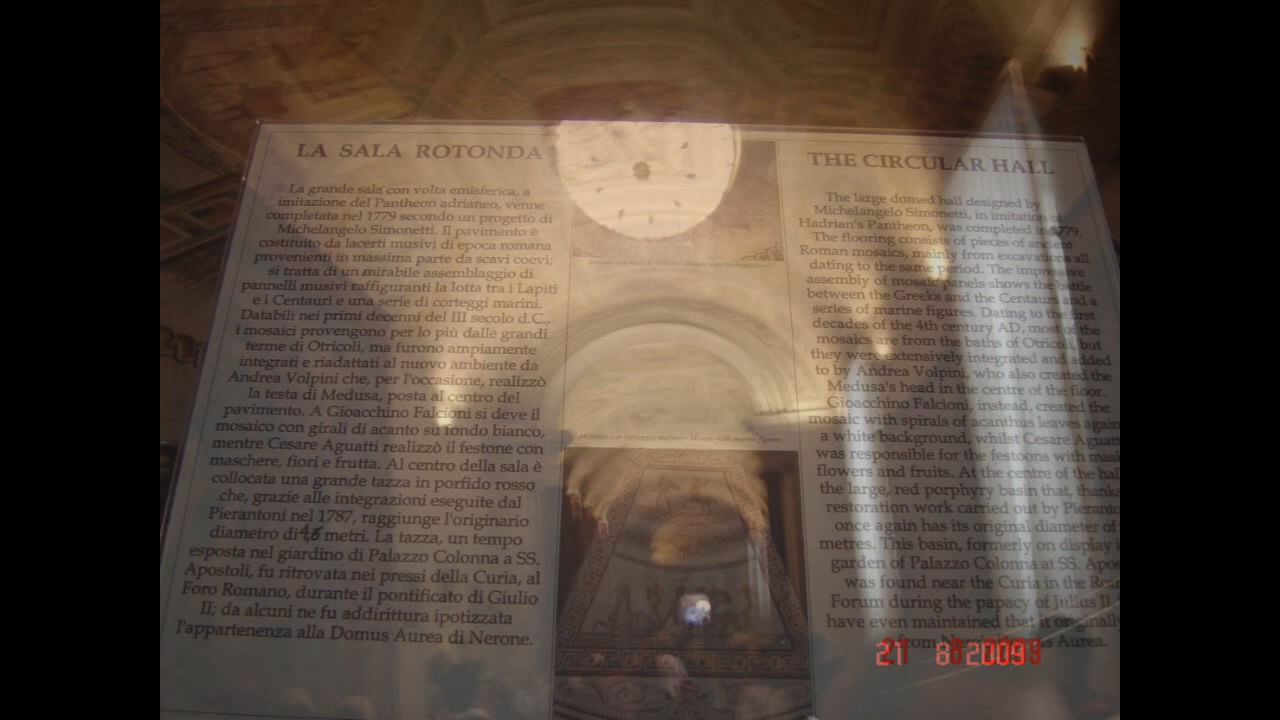 LA SALA ROTONDA
La grande sala con volta emisferica, a
imitazione del Pantheon adrianeo, venne
completata nel 1779 secondo un progetto di
Michelangelo Simonetti. Il pavimento è
costituito da lacerti musivi di epoca romana
provenienti in massima parte da scavi coevi;
si tratta di un mirabile assemblaggio di
pannelli musivi raffiguranti la lotta tra i Lapiti
e i Centauri e una serie di corteggi marini.
Databili nei primi decenni del III secolo d.C.,
i mosaici provengono per lo più dalle grandi
terme di Otricoli, ma furono ampiamente
integrati e riadattati al nuovo ambiente da
Andrea Volpini che, per l'occasione, realizzò
la testa di Medusa, posta al centro del
pavimento. A Gioacchino Falcioni si deve il
mosaico con girali di acanto su fondo bianco,
mentre Cesare Aguatti realizzò il festone con
maschere, fiori e frutta. Al centro della sala è
collocata una grande tazza in porfido rosso
che, grazie alle integrazioni eseguite dal
Pierantoni nel 1787, raggiunge l'originario
diametro di 4,6 metri. La tazza, un tempo
esposta nel giardino di Palazzo Colonna a SS.
Apostoli, fu ritrovata nei pressi della Curia, al
Foro Romano, durante il pontificato di Giulio
II; da alcuni ne fu addirittura ipotizzata
l'appartenenza alla Domus Aurea di Nerone.
THE CIRCULAR HALL
The large domed hall designed by
Michelangelo Simonetti, in imitation of
Hadrian's Pantheon, was completed in 1779.
The flooring consists of pieces of ancient
Roman mosaics, mainly from excavations all
dating to the same period. The impressive
assembly of mosaic panels shows the battle
between the Greeks and the Centaurs and a
series of marine figures. Dating to the first
decades of the 4th century AD, most of the
mosaics are from the baths of Otricoli, but
they were extensively integrated and added
to by Andrea Volpini, who also created the
Medusa's head in the centre of the floor.
Gioacchino Falcioni, instead, created the
mosaic with spirals of acanthus leaves again
a white background, whilst Cesare Aguatt
was responsible for the festoons with mask
flowers and fruits. At the centre of the hal
the large, red porphyry basin that, thanks
restoration work carried out by Pieranto
once again has its original diameter of
metres. This basin, formerly on display i
garden of Palazzo Colonna at SS. Apos
was found near the Curia in the Rom
Forum during the papacy of Julius II
have even maintained that it originall
from Aurea.
21 8 2009